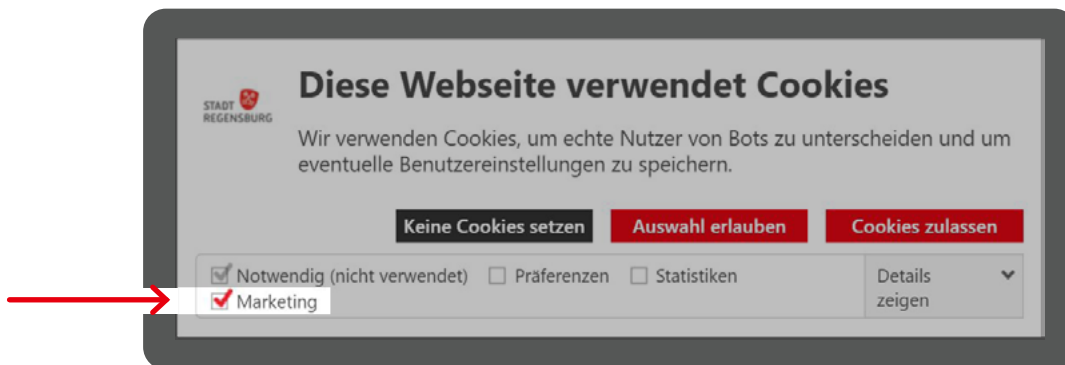 Diese Webseite verwendet Cookies
STADT
REGENSBURG
Wir verwenden Cookies, um echte Nutzer von Bots zu unterscheiden und um
eventuelle Benutzereinstellungen zu speichern.
Keine Cookies setzen
Auswahl erlauben
Cookies zulassen
Notwendig (nicht verwendet)
Präferenzen
Statistiken
Marketing
Details
zeigen